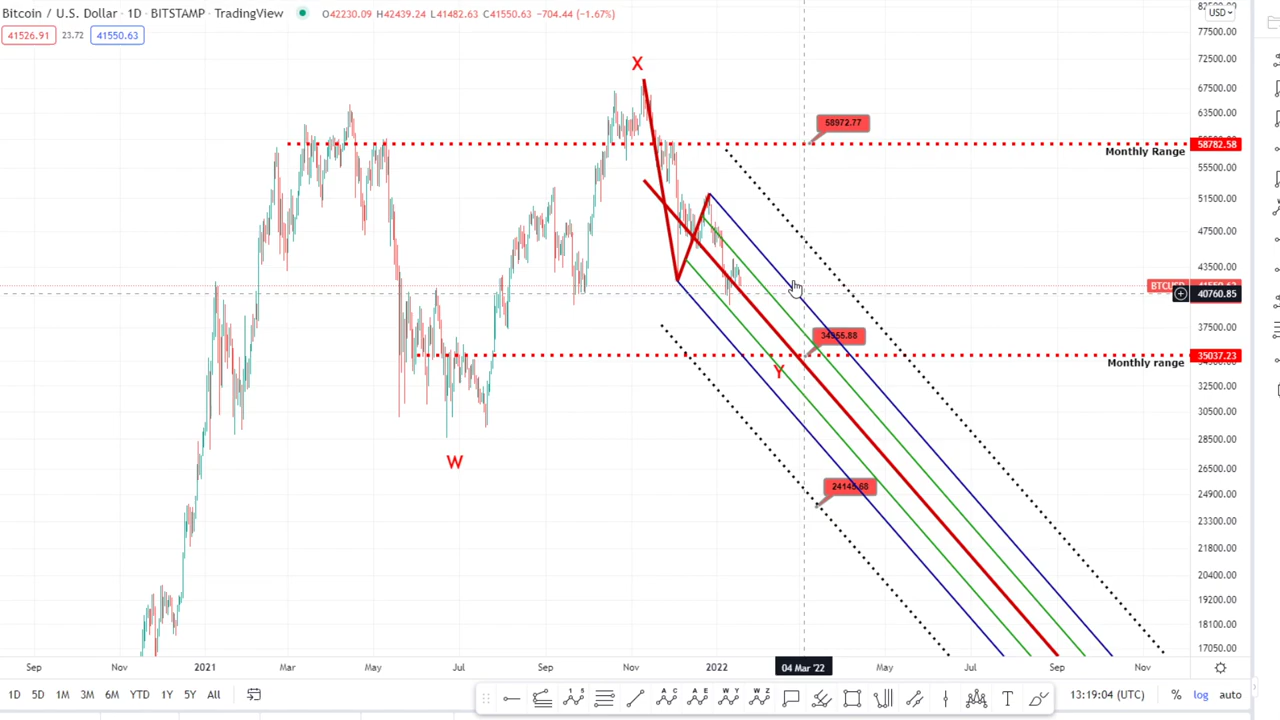 Bitcoin / U.S. Dollar · 1D · BITSTAMP · TradingView O42230.09 H42439.24 L41482.63 C41550.63 −704.44 (−1.67%)
USD
41526.91 23.72 41550.63
77500.00
X
72500.00
67500.00
63500.00
58972.77
58782.58
Monthly Range
55500.00
51500.00
47500.00
43500.00
40760.85
37500.00
34955.88
35037.23
Monthly range
Y
32500.00
30500.00
28500.00
W
26500.00
24148.68
24900.00
23300.00
21800.00
20400.00
19200.00
18100.00
17050.00
Sep Nov 2021 Mar May Jul Sep Nov 2022 04 Mar '22 May Jul Sep Nov
1D 5D 1M 3M 6M YTD 1Y 5Y All 13:19:04 (UTC) % log auto